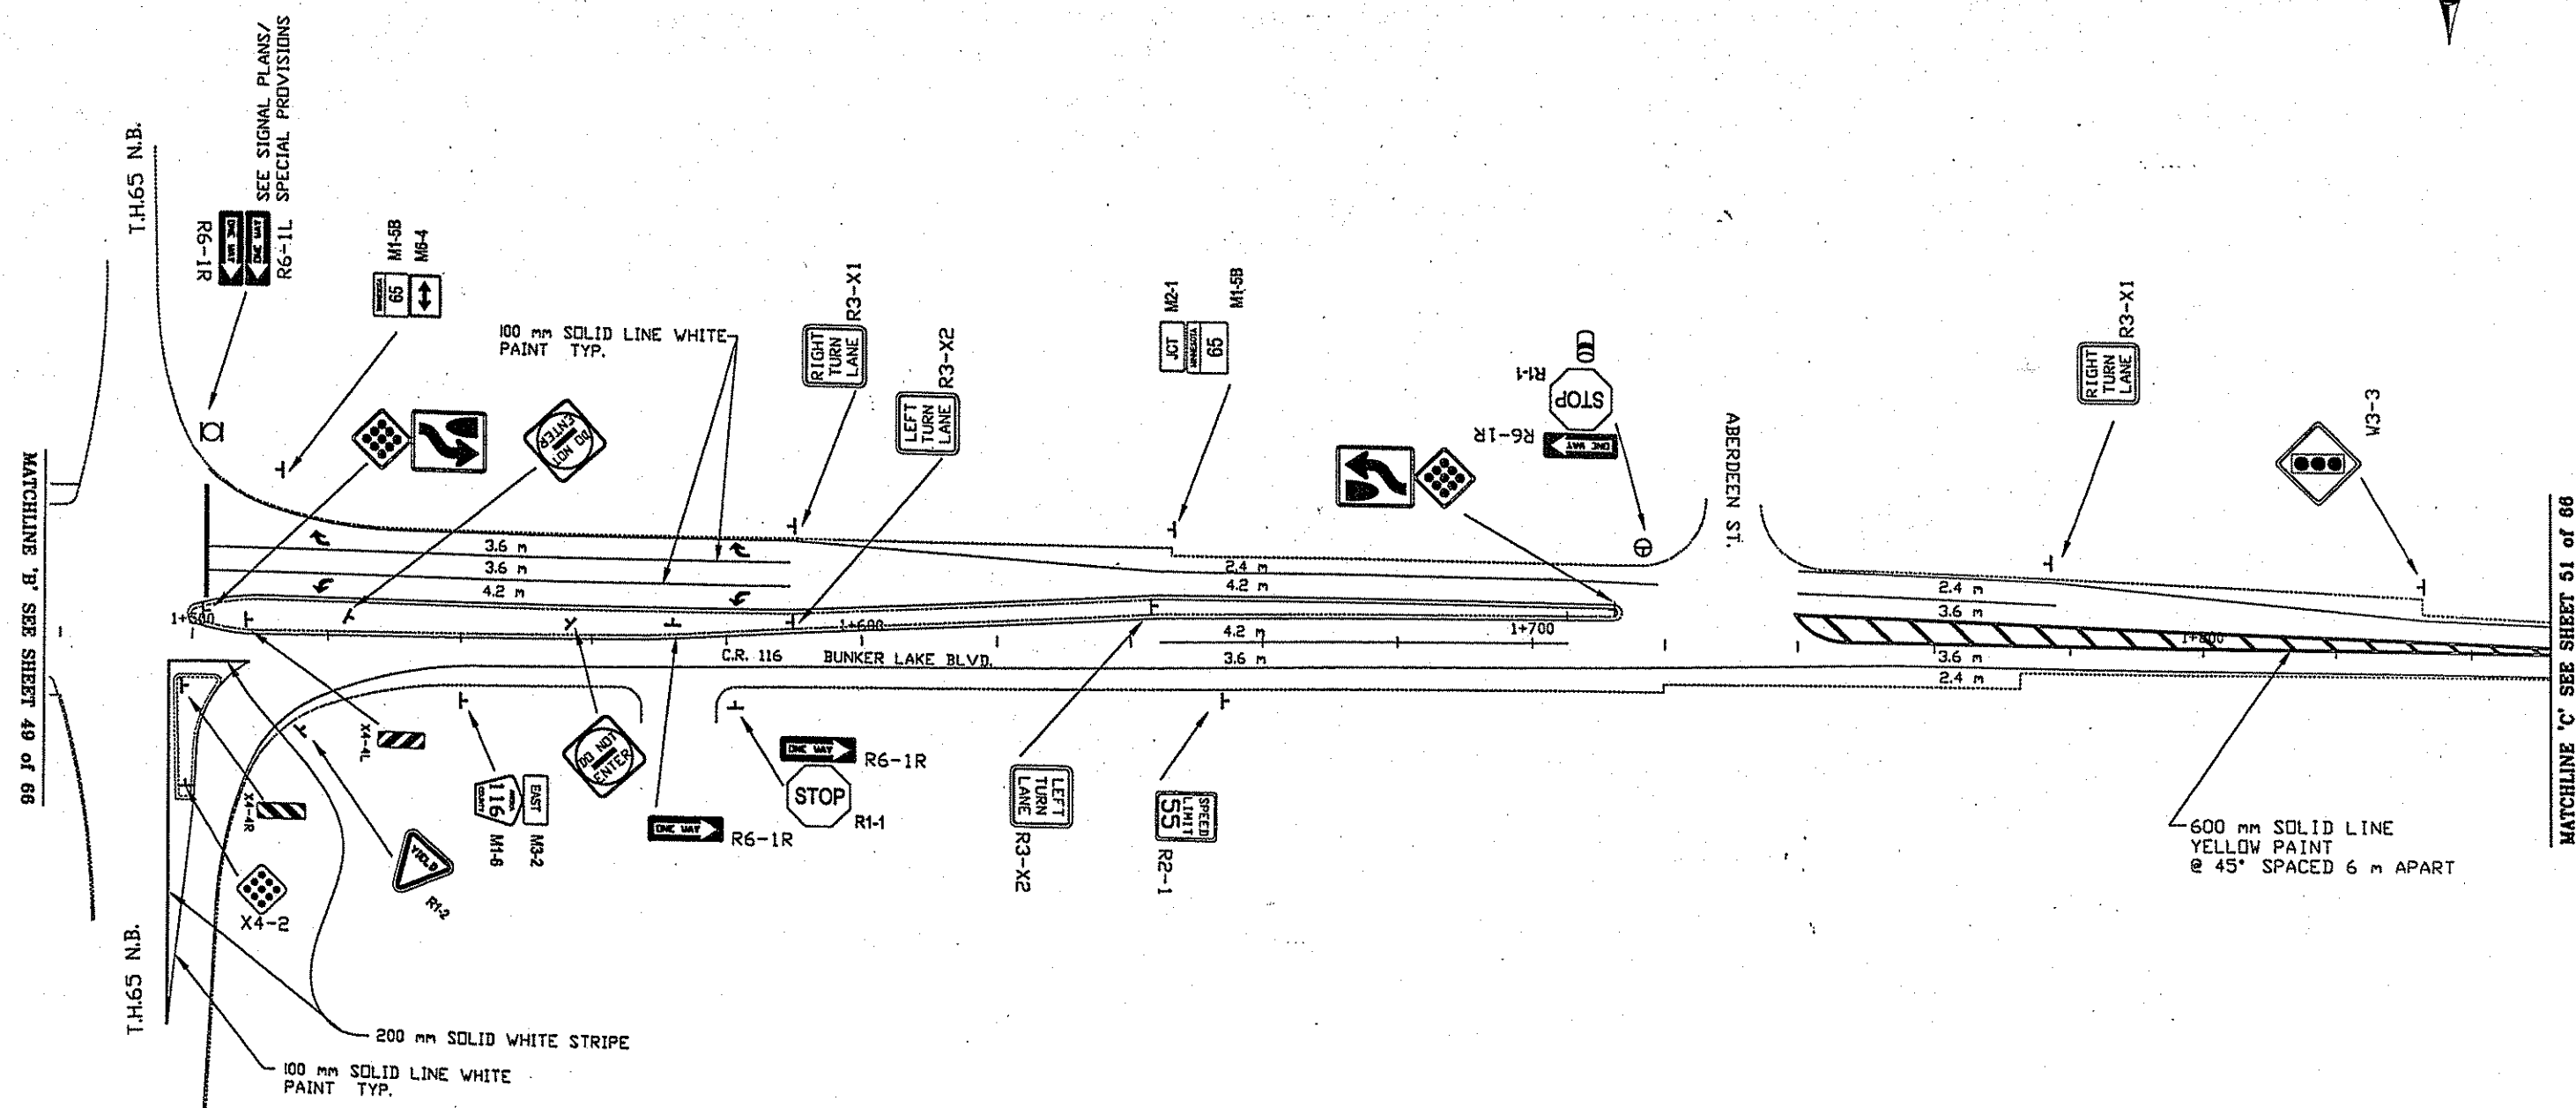 SEE SIGNAL PLANS/
SPECIAL PROVISIONS
T.H.65 N.B.
R6-1R
ONE WAY
ONE WAY
R6-1L
M1-5B
M6-4
65
100 mm SOLID LINE WHITE
PAINT TYP.
RIGHT
TURN
LANE
R3-X1
LEFT
TURN
LANE
R3-X2
DO NOT
ENTER
M2-1
M1-5B
JCT
MINNESOTA
65
R1-1
STOP
R6-1R
ONE WAY
ABERDEEN ST.
RIGHT
TURN
LANE
R3-X1
W3-3
MATCHLINE 'B' SEE SHEET 49 of 66
MATCHLINE 'C' SEE SHEET 51 of 66
3.6 m
3.6 m
4.2 m
2.4 m
4.2 m
2.4 m
3.6 m
1+500
1+600
4.2 m
1+700
1+800
C.R. 116 BUNKER LAKE BLVD.
3.6 m
3.6 m
2.4 m
X4-4L
X4-4R
X4-2
YIELD
R1-2
EAST
116
COUNTY
M1-6
M3-2
DO NOT
ENTER
ONE WAY
R6-1R
ONE WAY
R6-1R
STOP
R1-1
LEFT
TURN
LANE
R3-X2
SPEED
LIMIT
55
R2-1
600 mm SOLID LINE
YELLOW PAINT
@ 45° SPACED 6 m APART
T.H.65 N.B.
200 mm SOLID WHITE STRIPE
100 mm SOLID LINE WHITE
PAINT TYP.